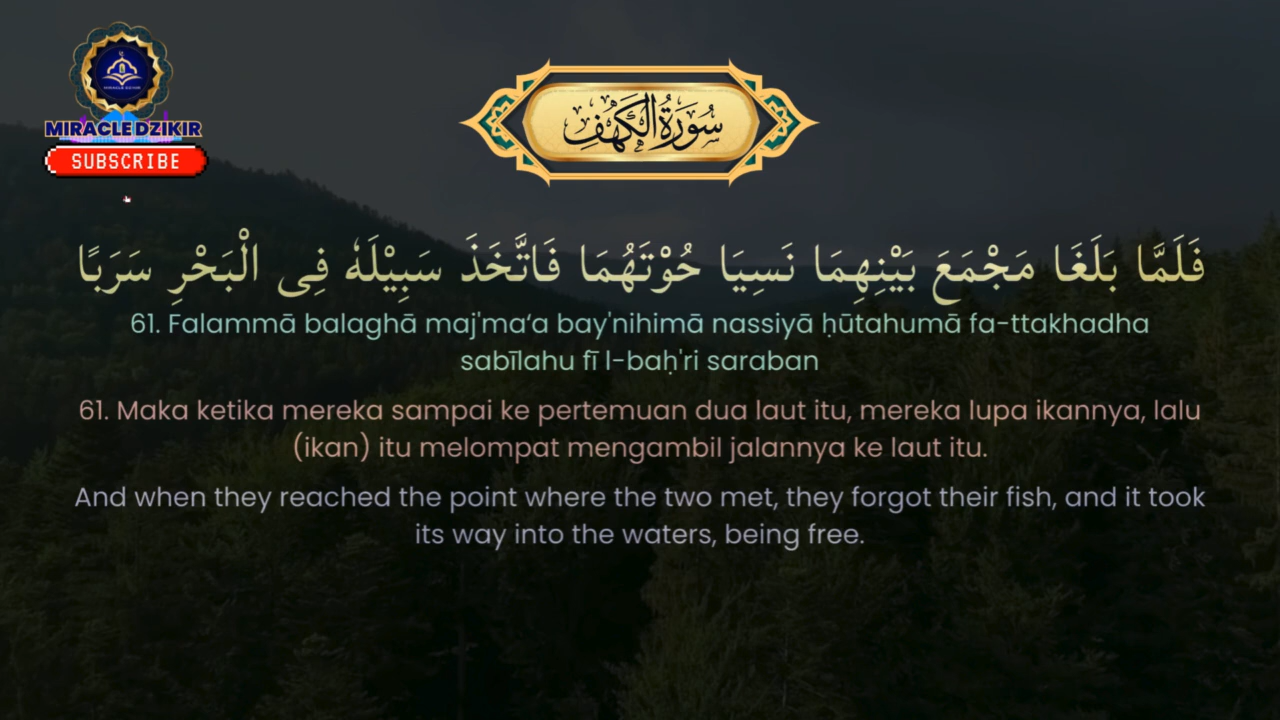 MIRACLE DZIKIR
MIRACLE DZIKIR
SUBSCRIBE
سُورَةُ الْكَهْفِ
فَلَمَّا بَلَغَا مَجْمَعَ بَيْنِهِمَا نَسِيَا حُوْتَهُمَا فَاتَّخَذَ سَبِيْلَهٗ فِى الْبَحْرِ سَرَبًا
61. Falammā balaghā maj'ma‘a bay'nihimā nassiyā ḥūtahumā fa-ttakhadha
sabīlahu fī l-baḥ'ri saraban
61. Maka ketika mereka sampai ke pertemuan dua laut itu, mereka lupa ikannya, lalu
(ikan) itu melompat mengambil jalannya ke laut itu.
And when they reached the point where the two met, they forgot their fish, and it took
its way into the waters, being free.